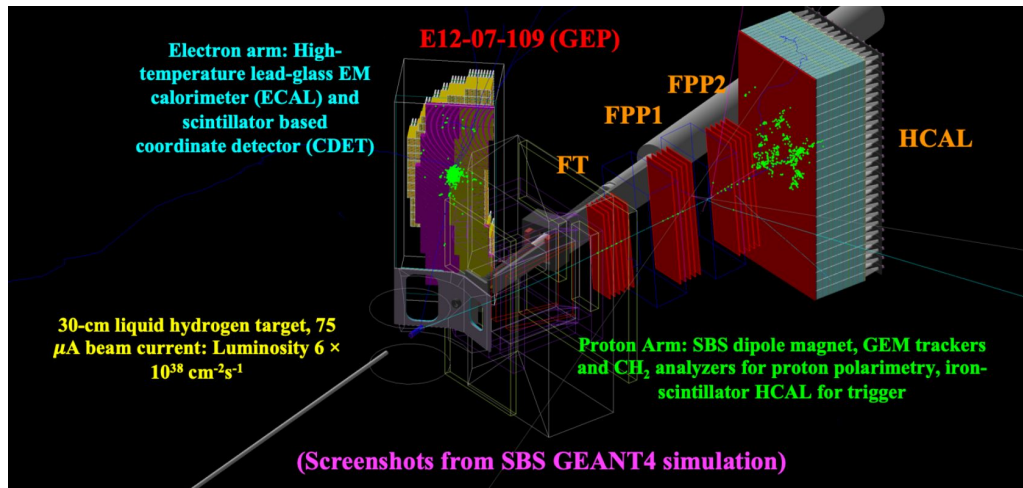 E12-07-109 (GEP)
Electron arm: High-
temperature lead-glass EM
calorimeter (ECAL) and
scintillator based
coordinate detector (CDET)
FT
FPP1
FPP2
HCAL
30-cm liquid hydrogen target, 75
μA beam current: Luminosity 6 ×
10³⁸ cm⁻²s⁻¹
Proton Arm: SBS dipole magnet, GEM trackers
and CH₂ analyzers for proton polarimetry, iron-
scintillator HCAL for trigger
(Screenshots from SBS GEANT4 simulation)